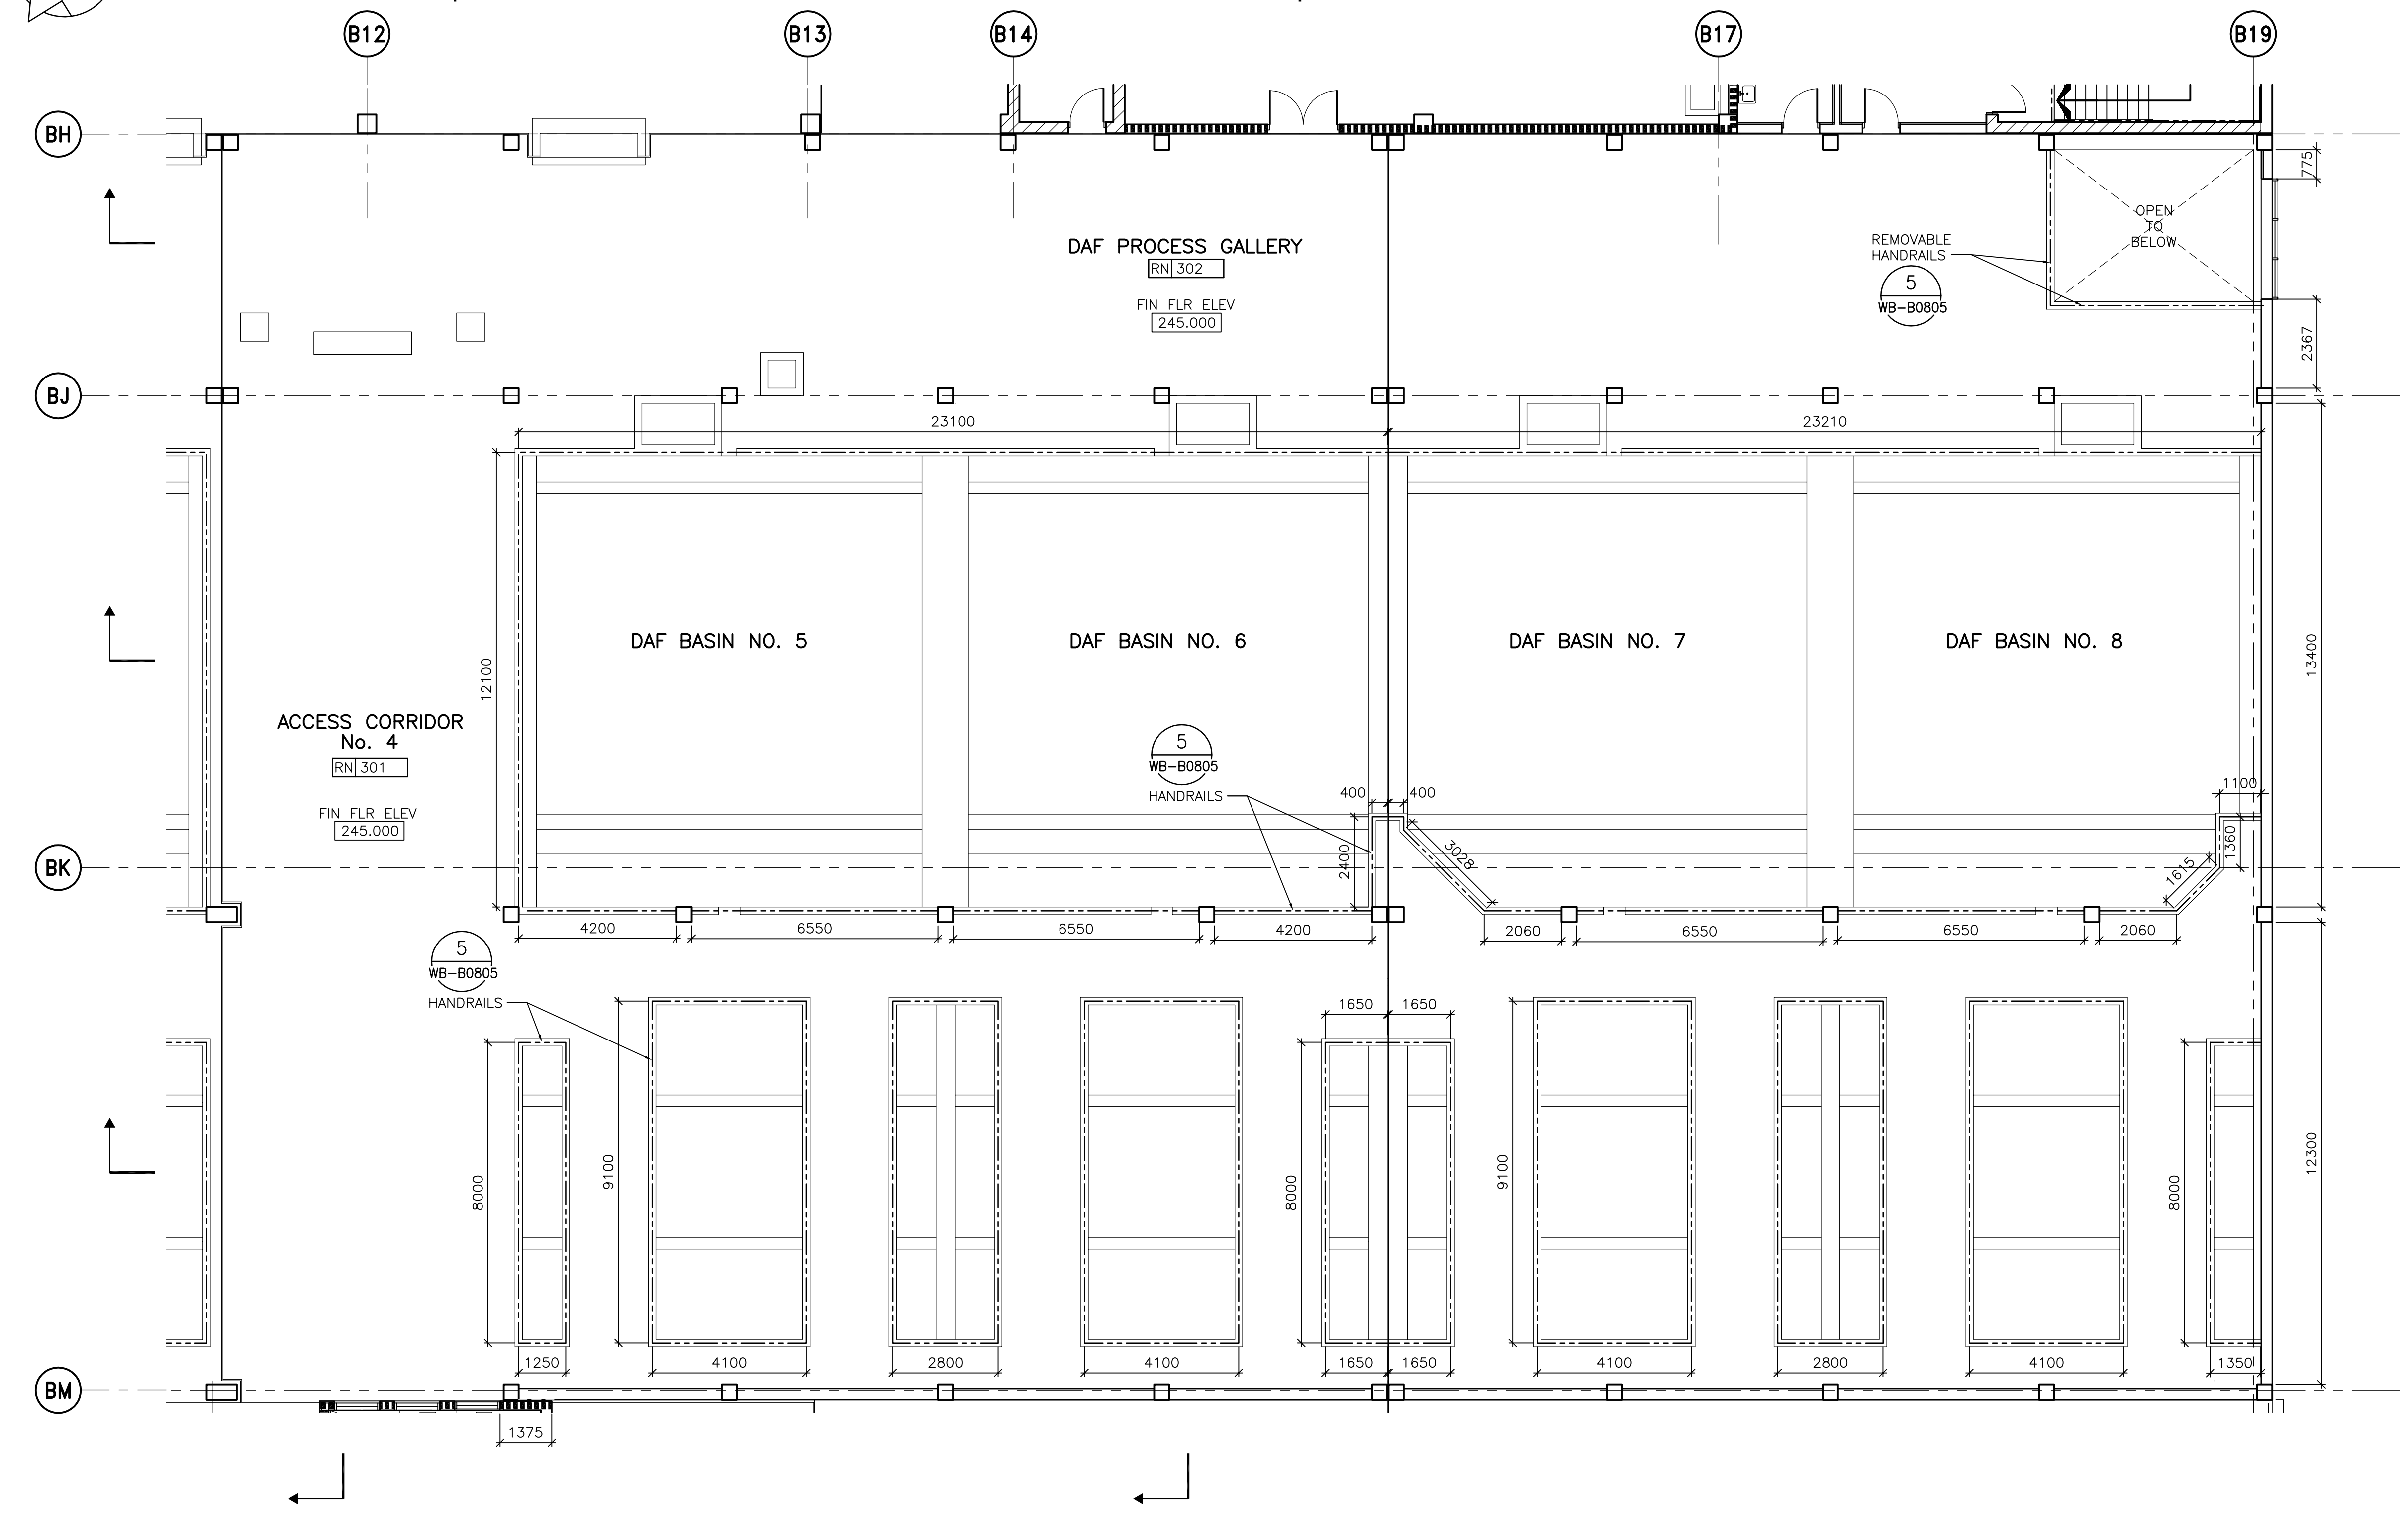 B12
B13
B14
B17
B19
BH
775
OPEN
TO
BELOW
DAF PROCESS GALLERY
RN 302
REMOVABLE
HANDRAILS
5
WB-B0805
FIN FLR ELEV
245.000
2367
BJ
23100
23210
DAF BASIN NO. 5
DAF BASIN NO. 6
DAF BASIN NO. 7
DAF BASIN NO. 8
12100
13400
ACCESS CORRIDOR
No. 4
RN 301
5
WB-B0805
HANDRAILS
FIN FLR ELEV
245.000
400
400
1100
BK
2400
3028
1615
1360
4200
6550
6550
4200
2060
6550
6550
2060
5
WB-B0805
HANDRAILS
1650
1650
8000
9100
8000
9100
8000
12300
1250
4100
2800
4100
1650
1650
4100
2800
4100
1350
BM
1375